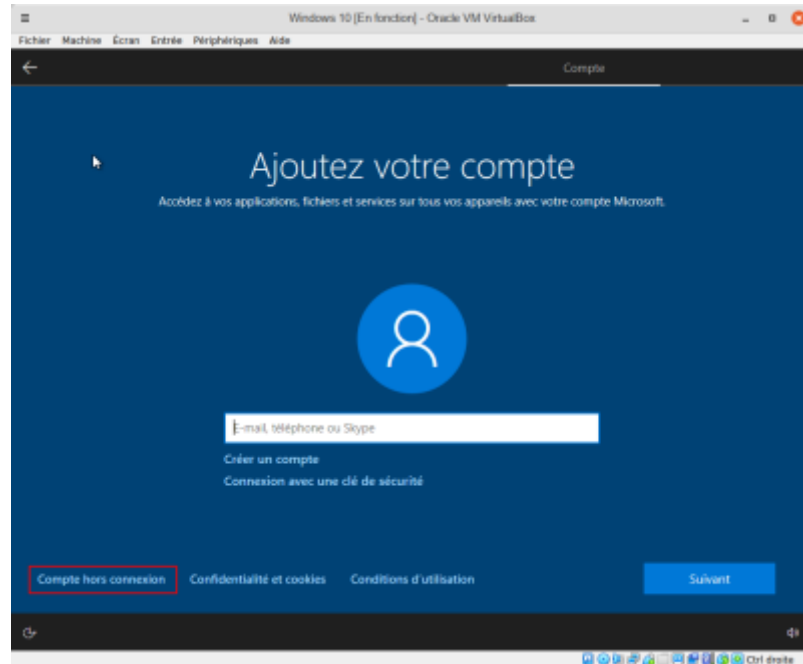 Windows 10 [En fonction] - Oracle VM VirtualBox
Fichier Machine Écran Entrée Périphériques Aide
Compte
Ajoutez votre compte
Accédez à vos applications, fichiers et services sur tous vos appareils avec votre compte Microsoft.
E-mail, téléphone ou Skype
Créer un compte
Connexion avec une clé de sécurité
Compte hors connexion Confidentialité et cookies Conditions d'utilisation Suivant
Ctrl droite